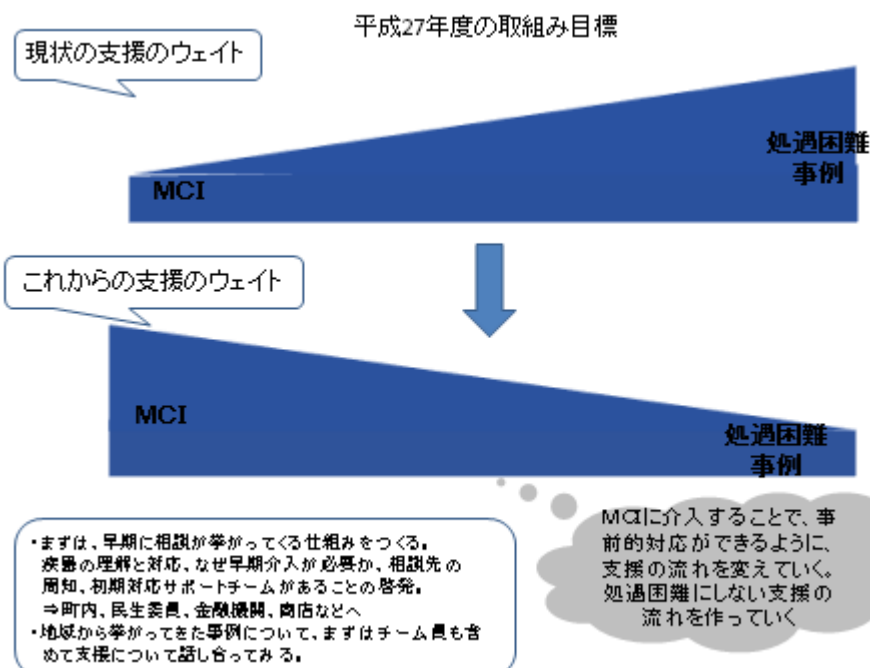 平成27年度の取組み目標
現状の支援のウェイト
処遇困難
事例
MCI
これからの支援のウェイト
MCI
処遇困難
事例
・まずは、早期に相談が挙がってくる仕組みをつくる。
疾患の理解と対応、なぜ早期介入が必要か、相談先の
周知、初期対応サポートチームがあることの啓発。
⇒町内、民生委員、金融機関、商店などへ
・地域から挙がってきた事例について、まずはチーム員も含
めて支援について話し合ってみる。
MCIに介入することで、事
前的対応ができるように、
支援の流れを変えていく。
処遇困難にしない支援の
流れを作っていく